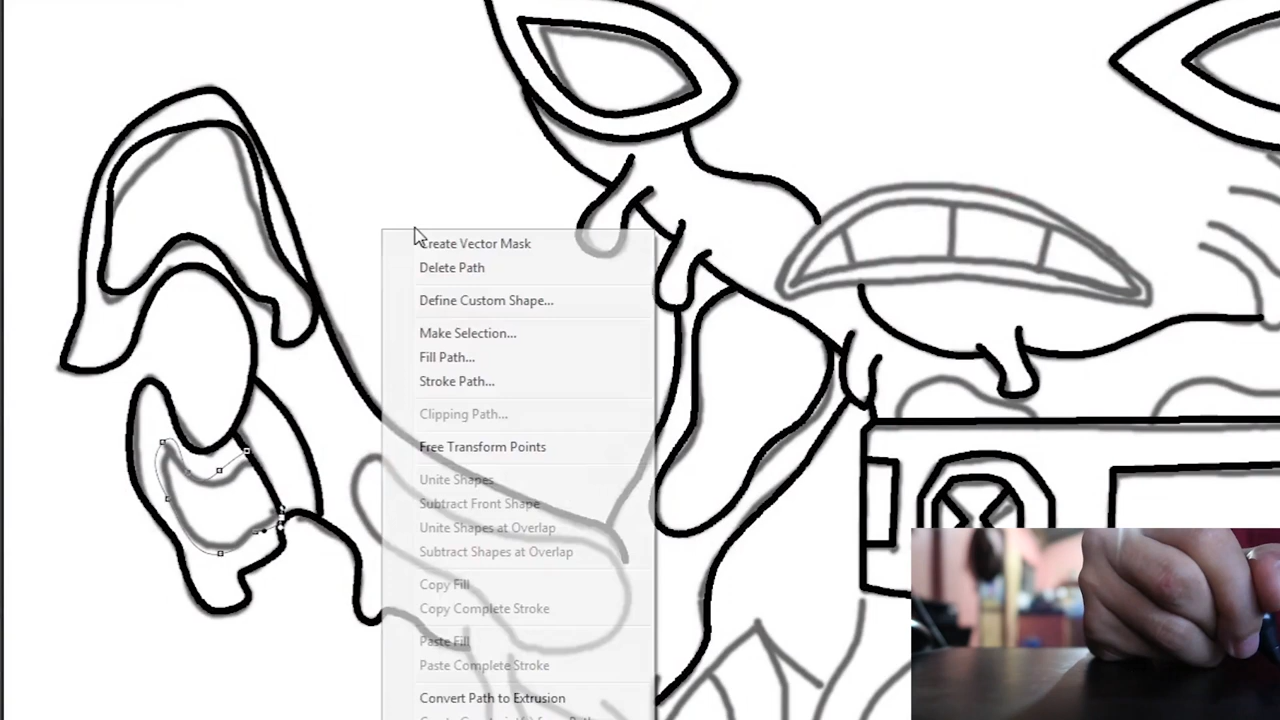 Create Vector Mask
Delete Path
Define Custom Shape...
Make Selection...
Fill Path...
Stroke Path...
Clipping Path...
Free Transform Points
Unite Shapes
Subtract Front Shape
Unite Shapes at Overlap
Subtract Shapes at Overlap
Copy Fill
Copy Complete Stroke
Paste Fill
Paste Complete Stroke
Convert Path to Extrusion